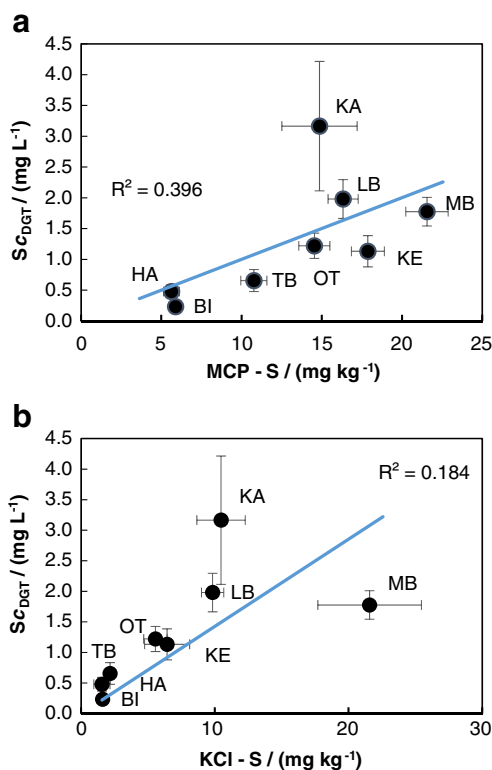 a
Sc_DGT / (mg L⁻¹)
4.5
4.0
3.5
3.0
2.5
2.0
1.5
1.0
0.5
0.0
KA
R² = 0.396
LB
MB
HA
BI
TB
OT
KE
0 5 10 15 20 25
MCP - S / (mg kg⁻¹)
b
Sc_DGT / (mg L⁻¹)
4.5
4.0
3.5
3.0
2.5
2.0
1.5
1.0
0.5
0.0
R² = 0.184
KA
LB
MB
OT
TB
KE
HA
BI
0 10 20 30
KCl - S / (mg kg⁻¹)